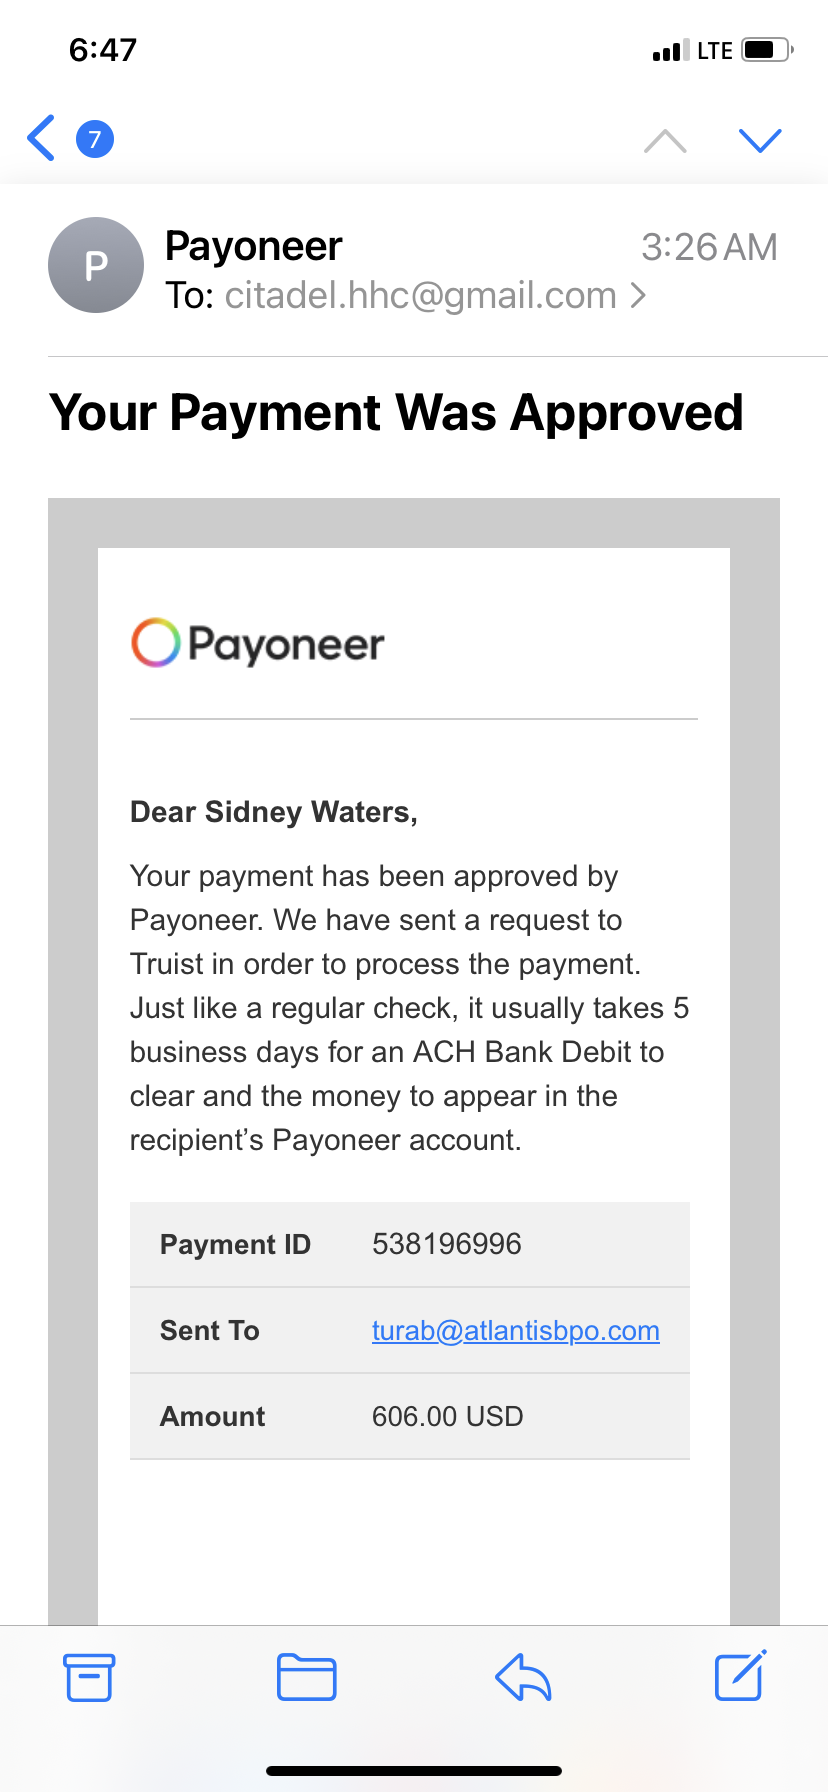 6:47
LTE
7
P
Payoneer
3:26 AM
To: citadel.hhc@gmail.com
Your Payment Was Approved
Payoneer
Dear Sidney Waters,
Your payment has been approved by
Payoneer. We have sent a request to
Truist in order to process the payment.
Just like a regular check, it usually takes 5
business days for an ACH Bank Debit to
clear and the money to appear in the
recipient's Payoneer account.
Payment ID 538196996
Sent To turab@atlantisbpo.com
Amount 606.00 USD